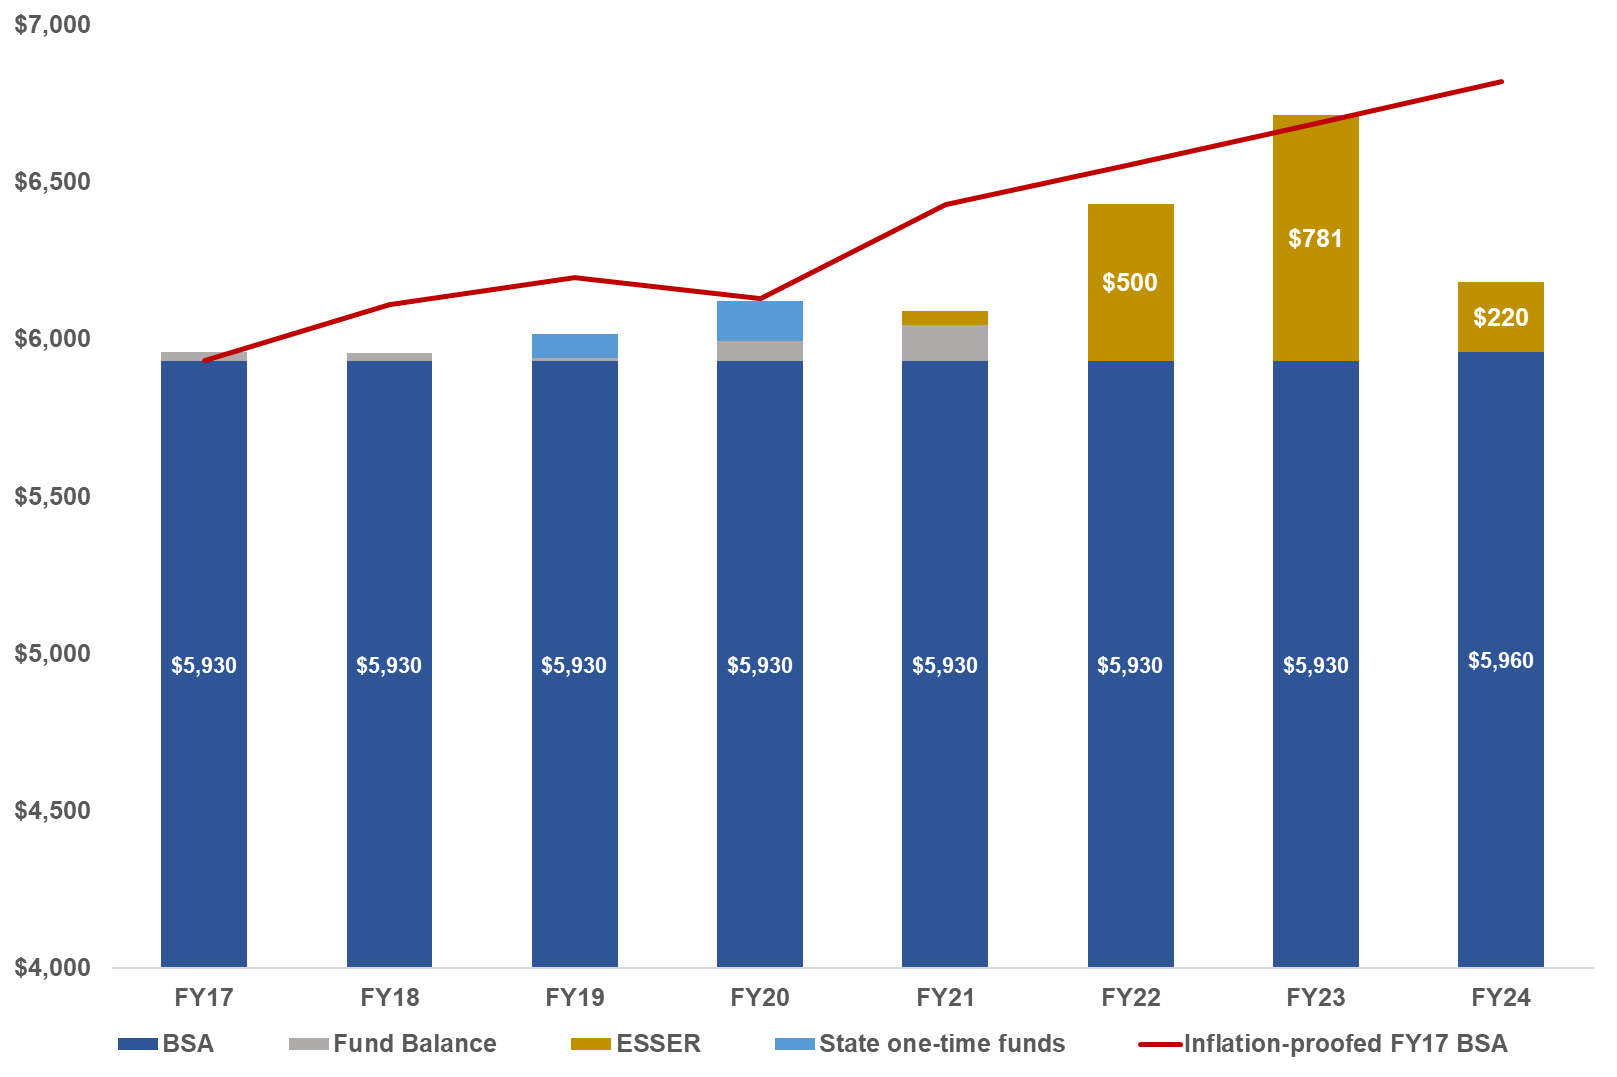 $7,000
$6,500
$6,000
$5,500
$5,000
$4,500
$4,000
$500
$781
$220
$5,930
$5,930
$5,930
$5,930
$5,930
$5,930
$5,930
$5,960
FY17
FY18
FY19
FY20
FY21
FY22
FY23
FY24
BSA
Fund Balance
ESSER
State one-time funds
Inflation-proofed FY17 BSA